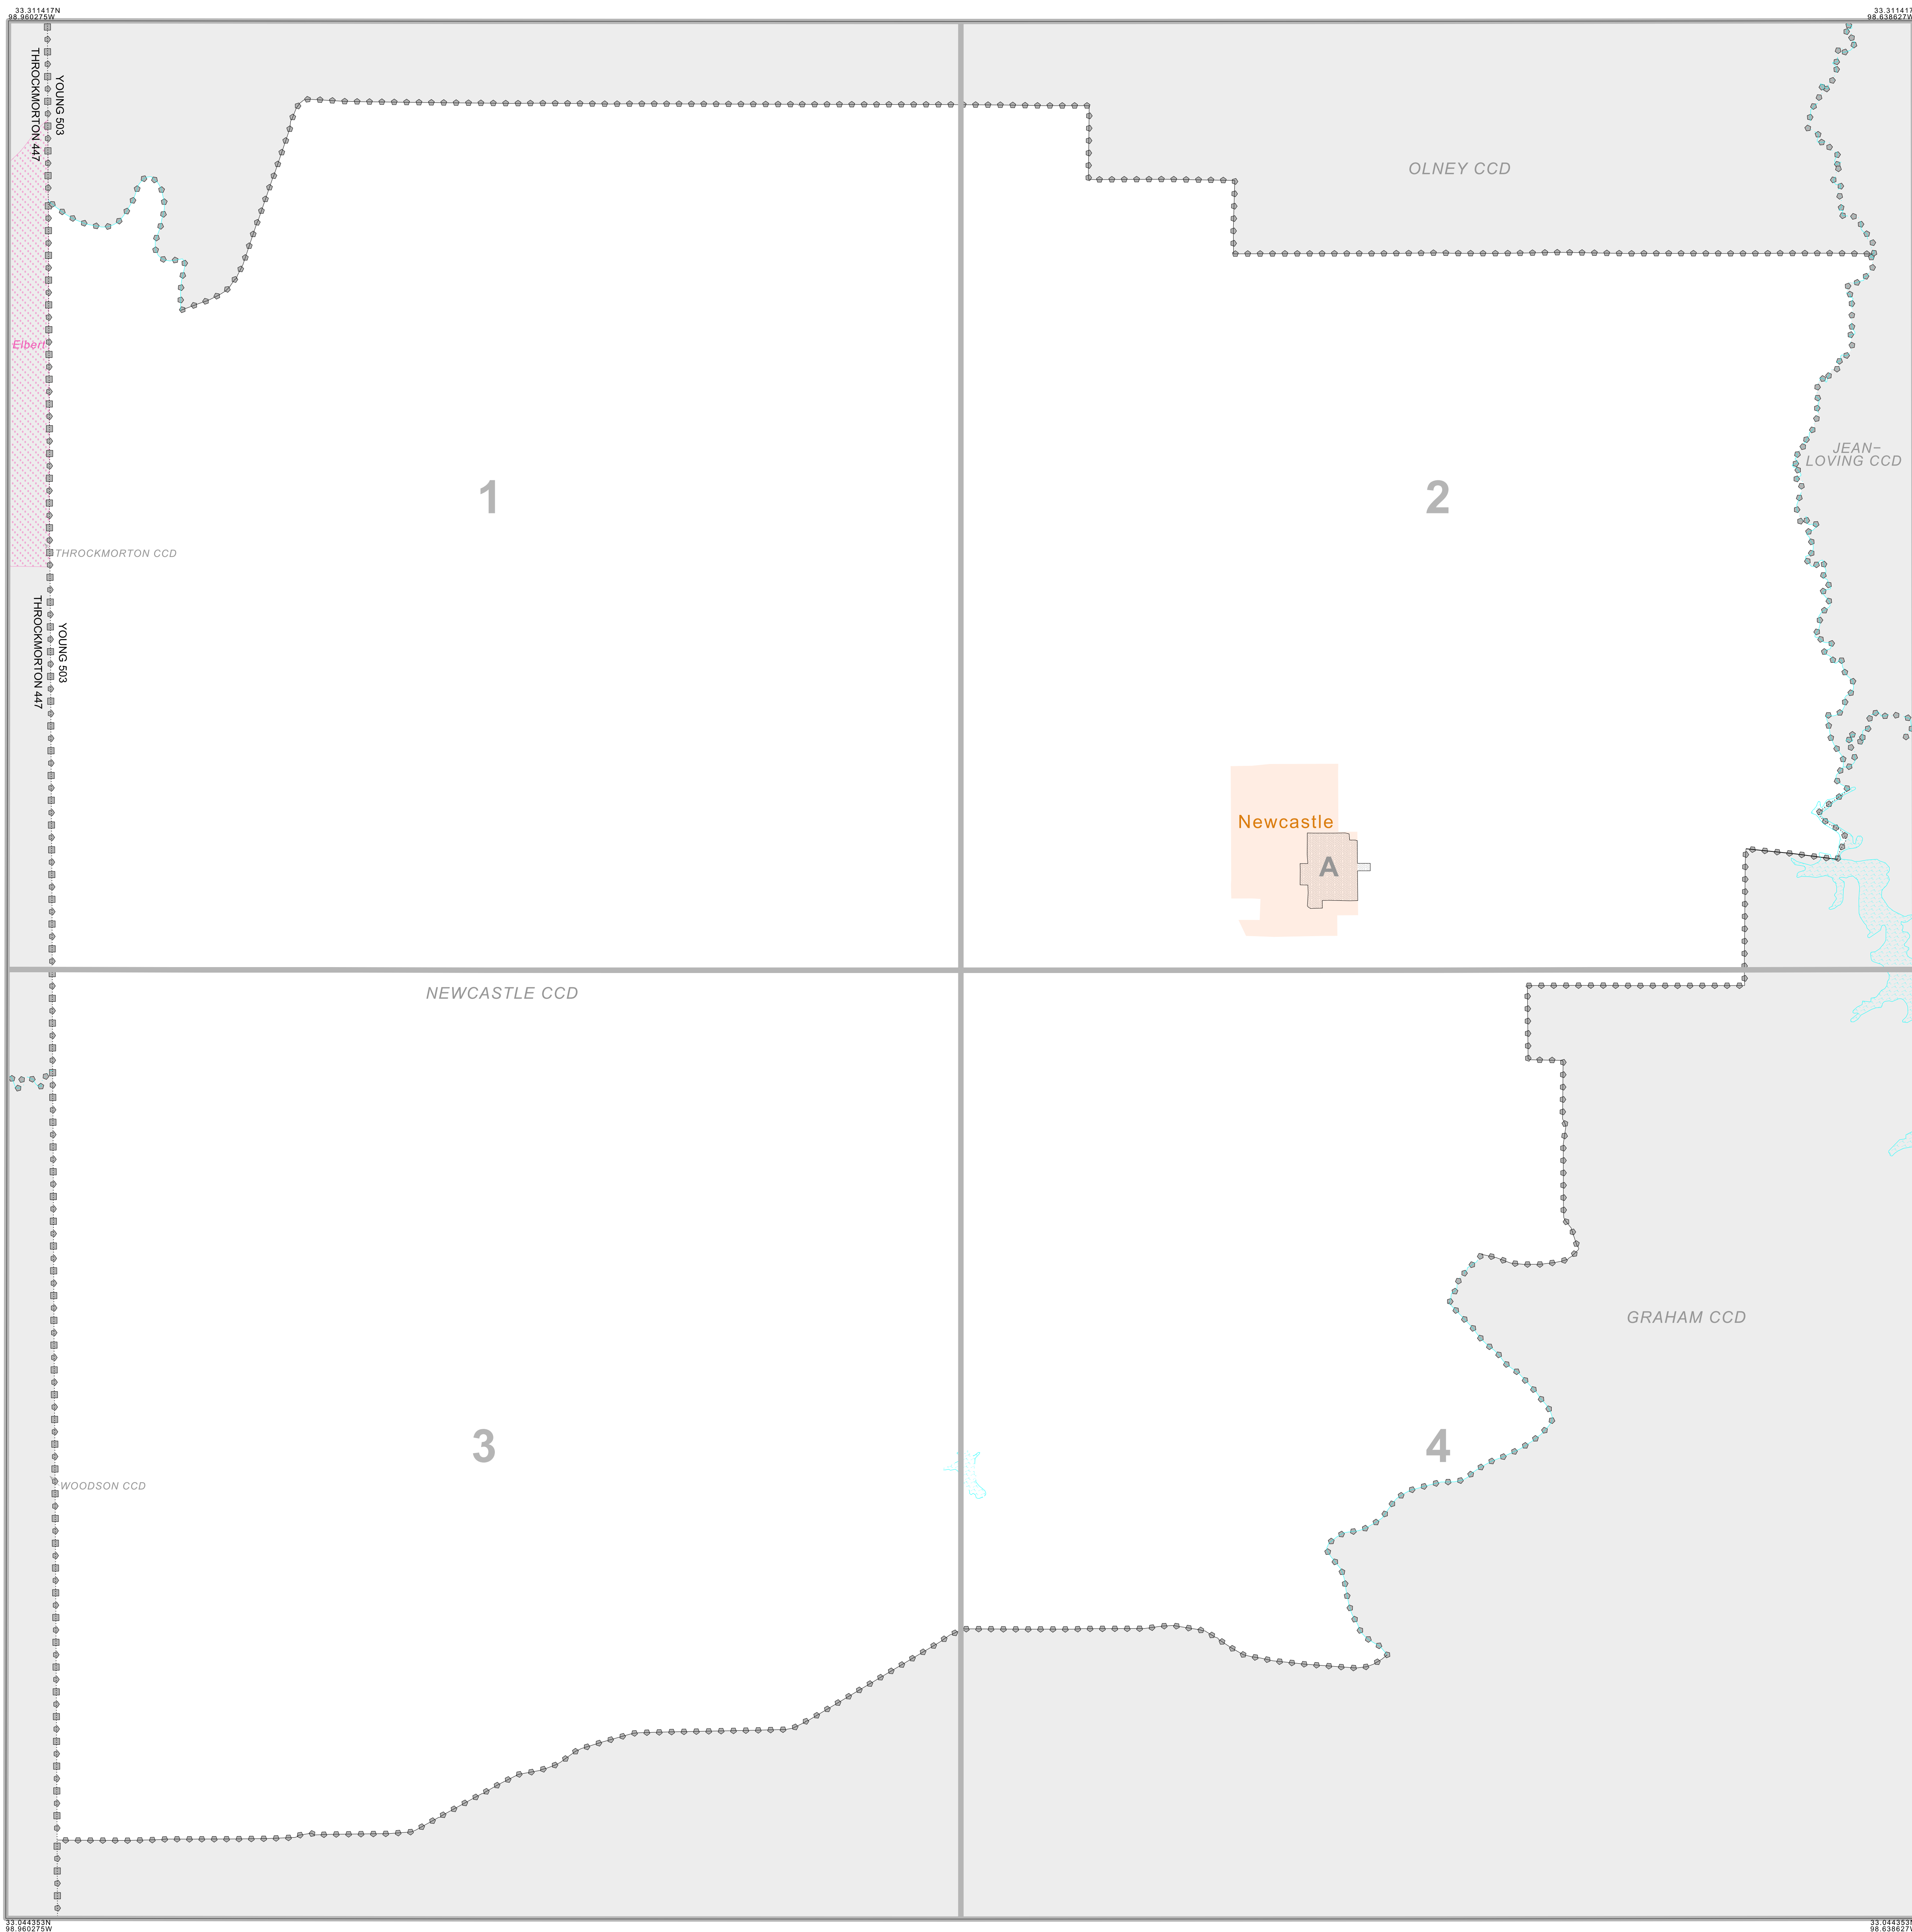 33.311417N
98.960275W
33.311417N
98.638627W
THROCKMORTON 447
YOUNG 503
OLNEY CCD
Elbert
JEAN–
LOVING CCD
1
2
THROCKMORTON CCD
THROCKMORTON 447
YOUNG 503
Newcastle
A
NEWCASTLE CCD
GRAHAM CCD
3
4
WOODSON CCD
33.044353N
98.960275W
33.044353N
98.638627W